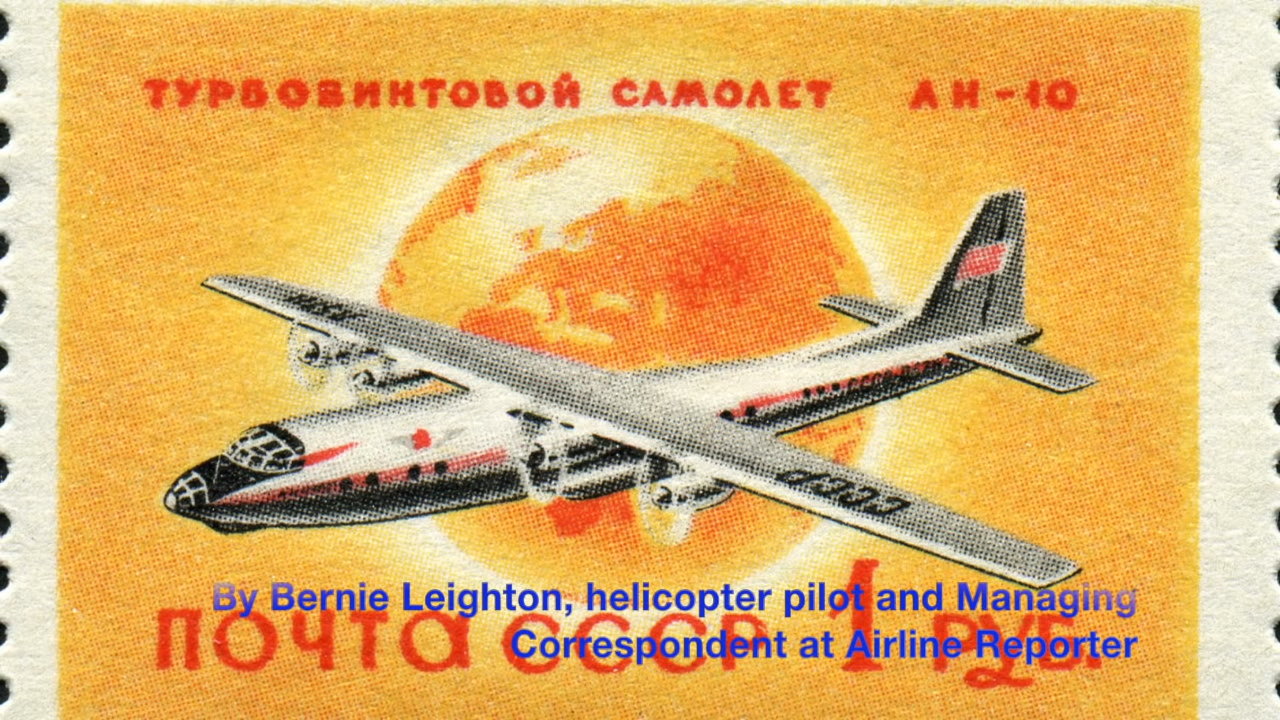 ТУРБОВИНТОВОЙ САМОЛЕТ АН-10
СССР
By Bernie Leighton, helicopter pilot and Managing
Correspondent at Airline Reporter
ПОЧТА СССР 1 РУБ.